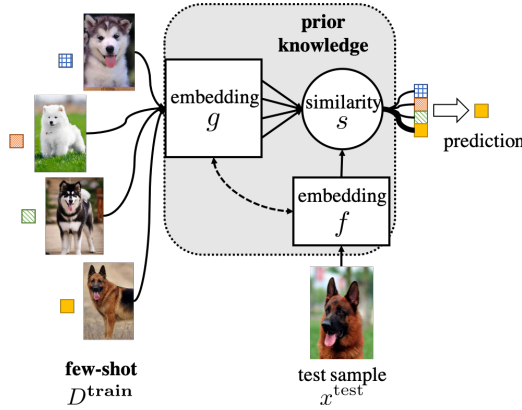 prior
knowledge
embedding
g
similarity
s
prediction
embedding
f
few-shot
D^train
test sample
x^test